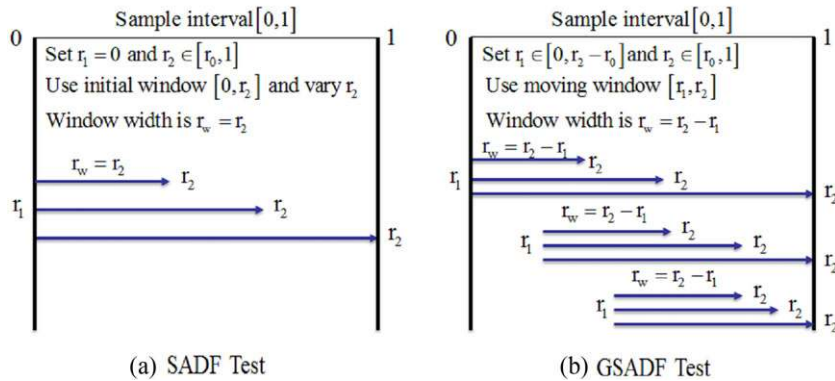 Sample interval[0,1]
0
1
Set r₁ = 0 and r₂ ∈ [r₀,1]
Use initial window [0,r₂] and vary r₂
Window width is r_w = r₂
r_w = r₂
r₂
r₁
r₂
r₂
(a) SADF Test
Sample interval[0,1]
0
1
Set r₁ ∈ [0,r₂ − r₀] and r₂ ∈ [r₀,1]
Use moving window [r₁,r₂]
Window width is r_w = r₂ − r₁
r_w = r₂ − r₁
r₂
r₁
r₂
r₂
r_w = r₂ − r₁
r₂
r₁
r₂
r₂
r_w = r₂ − r₁
r₂
r₁
r₂
r₂
(b) GSADF Test